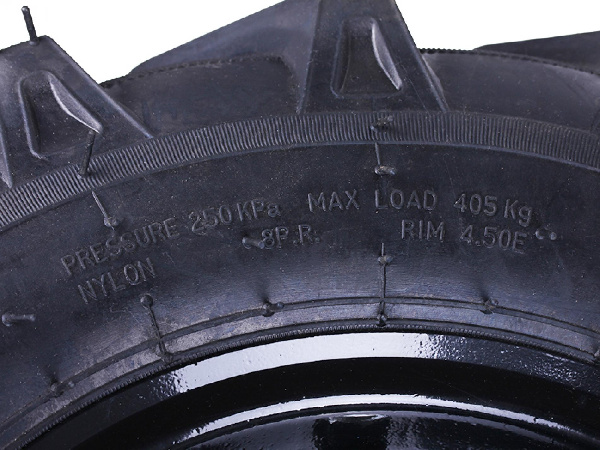 PRESSURE 250 KPa MAX LOAD 405 Kg
NYLON 8P.R. RIM 4.50E